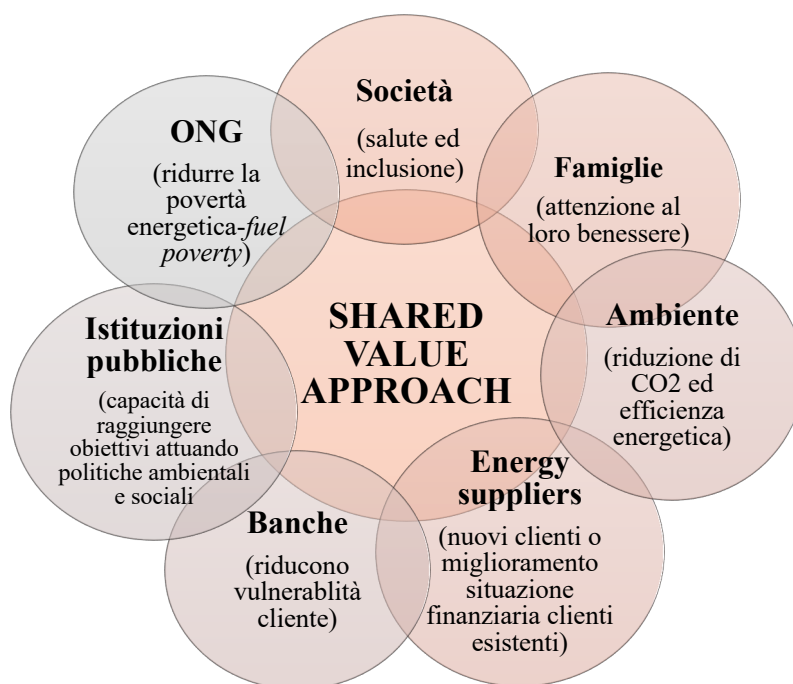 Società
(salute ed
inclusione)
Famiglie
(attenzione al
loro benessere)
Ambiente
(riduzione di
CO2 ed
efficienza
energetica)
Energy
suppliers
(nuovi clienti o
miglioramento
situazione
finanziaria clienti
esistenti)
Banche
(riducono
vulnerablità
cliente)
Istituzioni
pubbliche
(capacità di
raggiungere
obiettivi attuando
politiche ambientali
e sociali
ONG
(ridurre la
povertà
energetica-fuel
poverty)
SHARED
VALUE
APPROACH